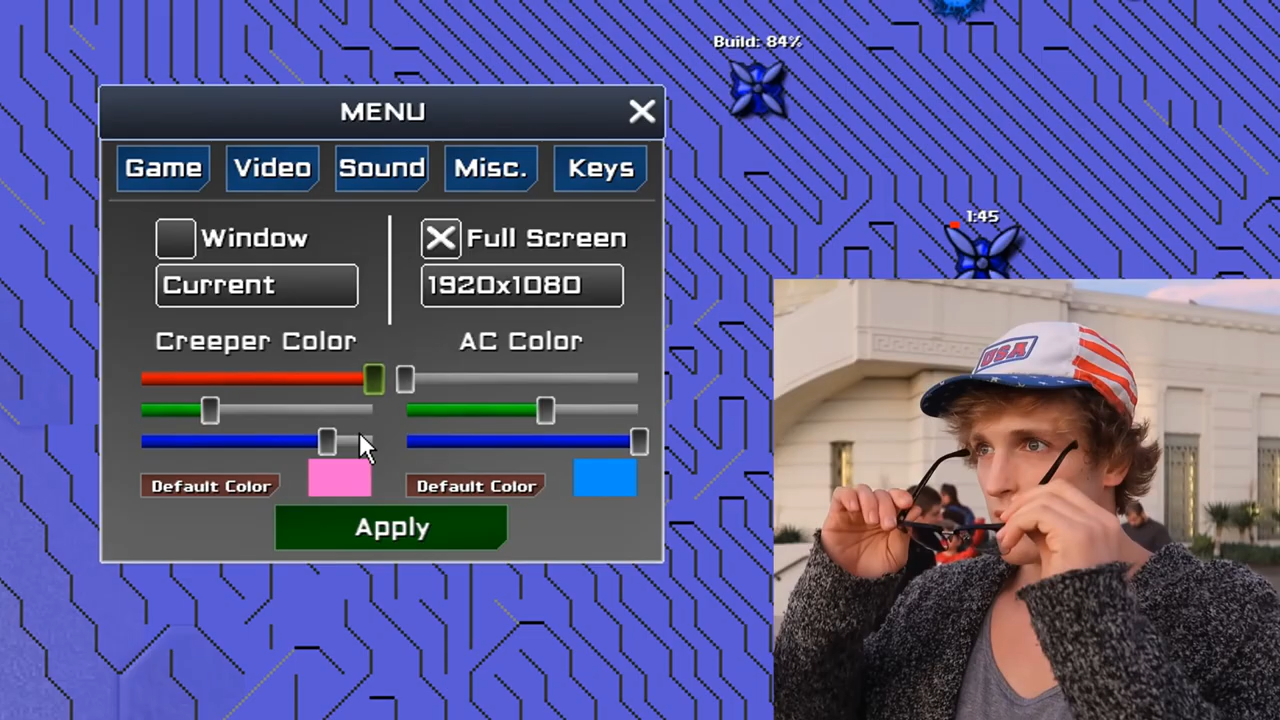 Build: 84%
MENU
Game Video Sound Misc. Keys
1:45
Window Full Screen
Current 1920x1080
Creeper Color AC Color
USA
Default Color Default Color
Apply